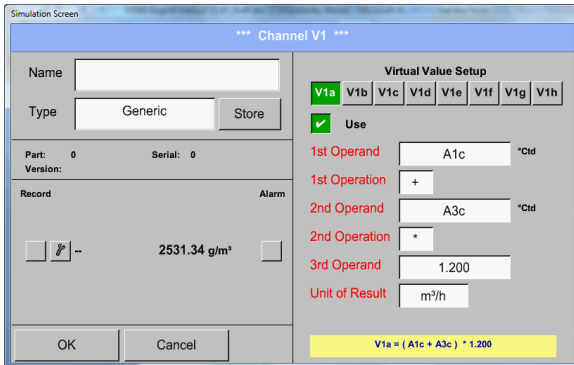 Simulation Screen
*** Channel V1 ***
Name
Type
Generic
Store
Part: 0
Serial: 0
Version:
Record
Alarm
--
2531.34 g/m³
OK
Cancel
Virtual Value Setup
V1a V1b V1c V1d V1e V1f V1g V1h
Use
1st Operand A1c °Ctd
1st Operation +
2nd Operand A3c °Ctd
2nd Operation *
3rd Operand 1.200
Unit of Result m³/h
V1a = ( A1c + A3c ) * 1.200